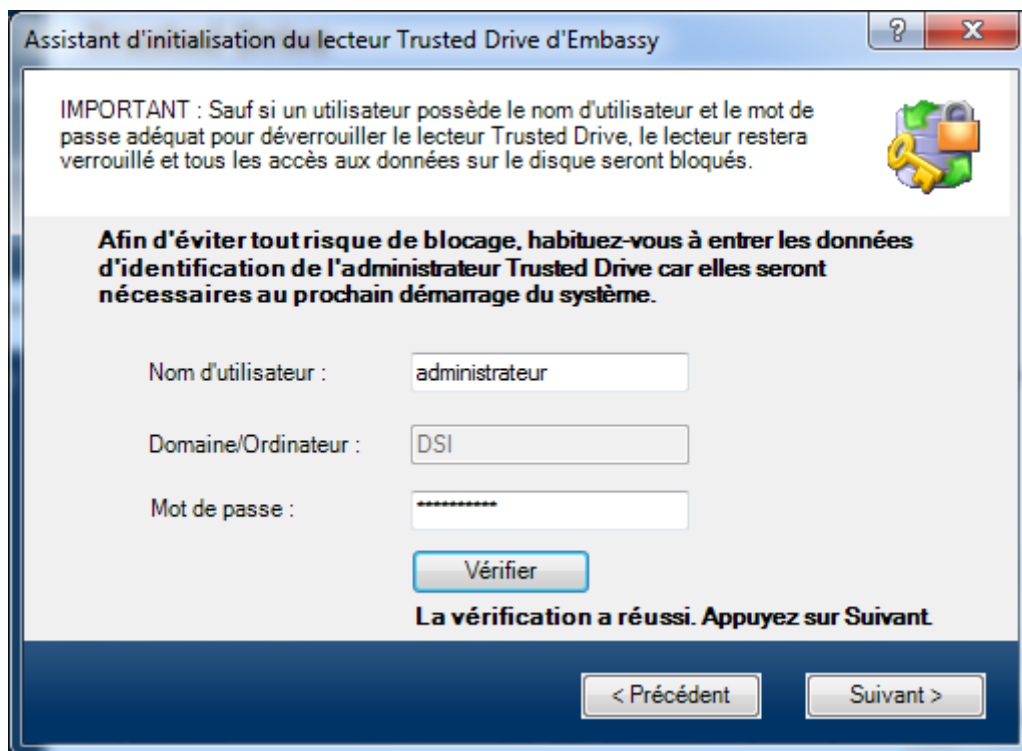 Assistant d'initialisation du lecteur Trusted Drive d'Embassy
IMPORTANT : Sauf si un utilisateur possède le nom d'utilisateur et le mot de
passe adéquat pour déverrouiller le lecteur Trusted Drive, le lecteur restera
verrouillé et tous les accès aux données sur le disque seront bloqués.
Afin d'éviter tout risque de blocage, habituez-vous à entrer les données
d'identification de l'administrateur Trusted Drive car elles seront
nécessaires au prochain démarrage du système.
Nom d'utilisateur : administrateur
Domaine/Ordinateur : DSI
Mot de passe : **********
Vérifier
La vérification a réussi. Appuyez sur Suivant.
< Précédent Suivant >